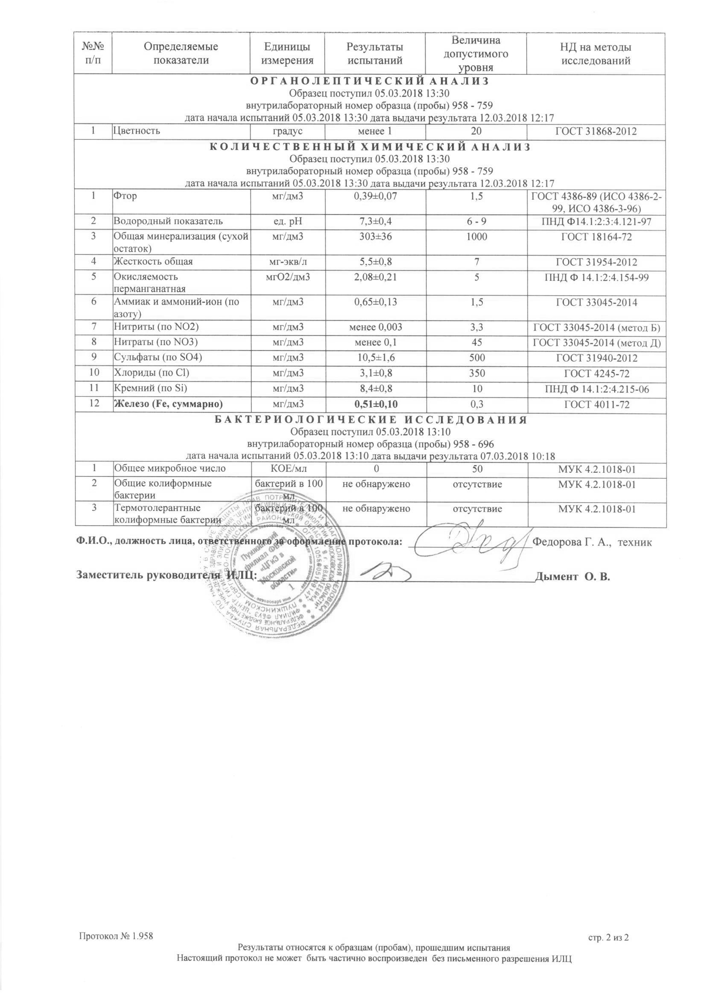 №№ п/п Определяемые показатели Единицы измерения Результаты испытаний Величина допустимого уровня НД на методы исследований
ОРГАНОЛЕПТИЧЕСКИЙ АНАЛИЗ
Образец поступил 05.03.2018 13:30
внутрилабораторный номер образца (пробы) 958 - 759
дата начала испытаний 05.03.2018 13:30 дата выдачи результата 12.03.2018 12:17
1 Цветность градус менее 1 20 ГОСТ 31868-2012
КОЛИЧЕСТВЕННЫЙ ХИМИЧЕСКИЙ АНАЛИЗ
Образец поступил 05.03.2018 13:30
внутрилабораторный номер образца (пробы) 958 - 759
дата начала испытаний 05.03.2018 13:30 дата выдачи результата 12.03.2018 12:17
1 Фтор мг/дм3 0,39±0,07 1,5 ГОСТ 4386-89 (ИСО 4386-2-
99, ИСО 4386-3-96)
2 Водородный показатель ед. pH 7,3±0,4 6 - 9 ПНД Ф14.1:2:3:4.121-97
3 Общая минерализация (сухой мг/дм3 303±36 1000 ГОСТ 18164-72
остаток)
4 Жесткость общая мг-экв/л 5,5±0,8 7 ГОСТ 31954-2012
5 Окисляемость мгО2/дм3 2,08±0,21 5 ПНД Ф 14.1:2:4.154-99
перманганатная
6 Аммиак и аммоний-ион (по мг/дм3 0,65±0,13 1,5 ГОСТ 33045-2014
азоту)
7 Нитриты (по NO2) мг/дм3 менее 0,003 3,3 ГОСТ 33045-2014 (метод Б)
8 Нитраты (по NO3) мг/дм3 менее 0,1 45 ГОСТ 33045-2014 (метод Д)
9 Сульфаты (по SO4) мг/дм3 10,5±1,6 500 ГОСТ 31940-2012
10 Хлориды (по Cl) мг/дм3 3,1±0,8 350 ГОСТ 4245-72
11 Кремний (по Si) мг/дм3 8,4±0,8 10 ПНД Ф 14.1:2:4.215-06
12 Железо (Fe, суммарно) мг/дм3 0,51±0,10 0,3 ГОСТ 4011-72
БАКТЕРИОЛОГИЧЕСКИЕ ИССЛЕДОВАНИЯ
Образец поступил 05.03.2018 13:10
внутрилабораторный номер образца (пробы) 958 - 696
дата начала испытаний 05.03.2018 13:10 дата выдачи результата 07.03.2018 10:18
1 Общее микробное число КОЕ/мл 0 50 МУК 4.2.1018-01
2 Общие колиформные бактерий в 100 не обнаружено отсутствие МУК 4.2.1018-01
бактерии мл
3 Термотолерантные бактерий в 100 не обнаружено отсутствие МУК 4.2.1018-01
колиформные бактерии мл
Ф.И.О., должность лица, ответственного за оформление протокола: Федорова Г. А., техник
Заместитель руководителя ИЛЦ: Дымент О. В.
Пушкинский
филиал ФБУЗ
«ЦГиЭ в
Московской
области»
1
Протокол № 1.958 стр. 2 из 2
Результаты относятся к образцам (пробам), прошедшим испытания
Настоящий протокол не может быть частично воспроизведен без письменного разрешения ИЛЦ